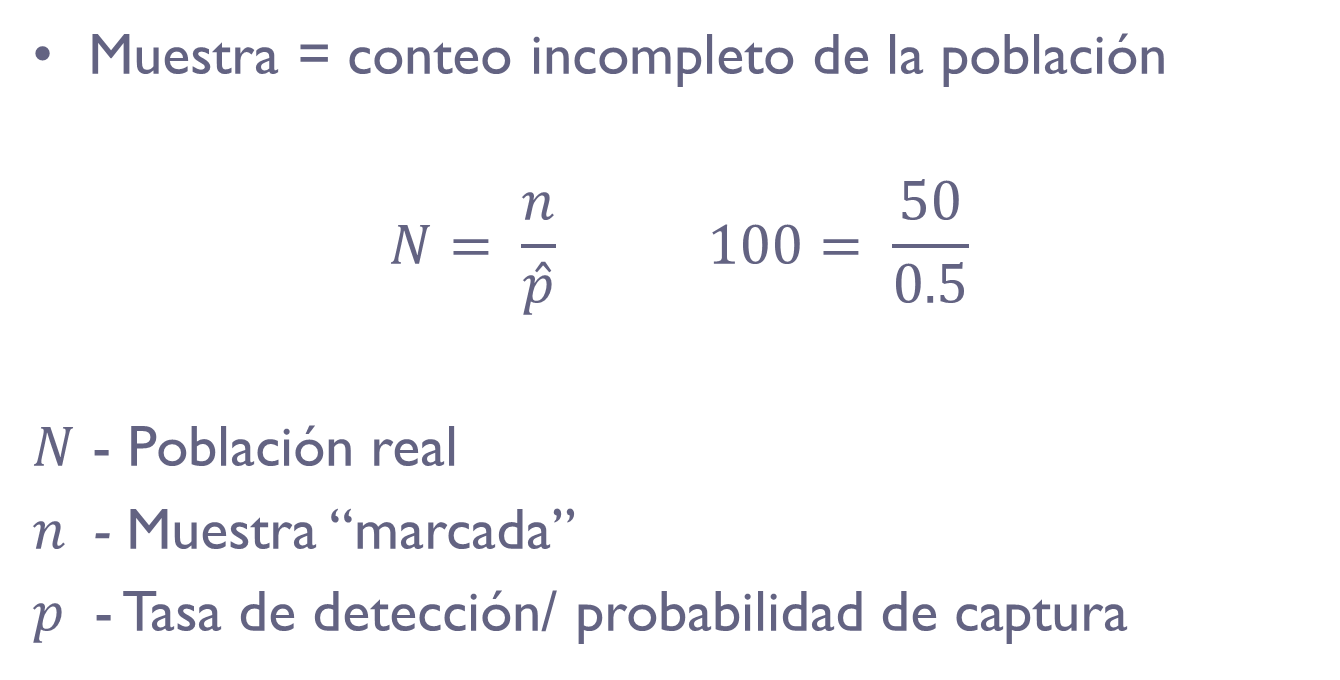 • Muestra = conteo incompleto de la población
N = n/p̂ 100 = 50/0.5
N - Población real
n - Muestra “marcada”
p - Tasa de detección/ probabilidad de captura